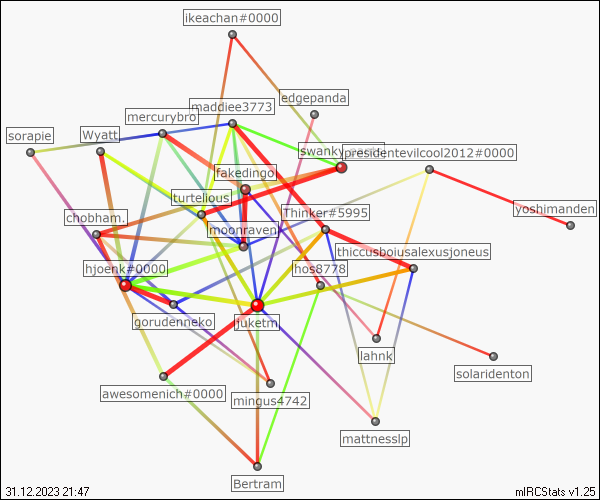 ikeachan#0000
edgepanda
maddiee3773
mercurybro
sorapie
Wyatt
presidentevilcool2012#0000
fakedingo
turtelious
yoshimanden
chobham.
moonraven
Thinker#5995
thiccusboiusalexusjoneus
hjoenk#0000
hos8778
gorudenneko
juketm
lahnk
solaridenton
awesomenich#0000
mingus4742
mattnesslp
Bertram
31.12.2023 21:47
mIRCStats v1.25